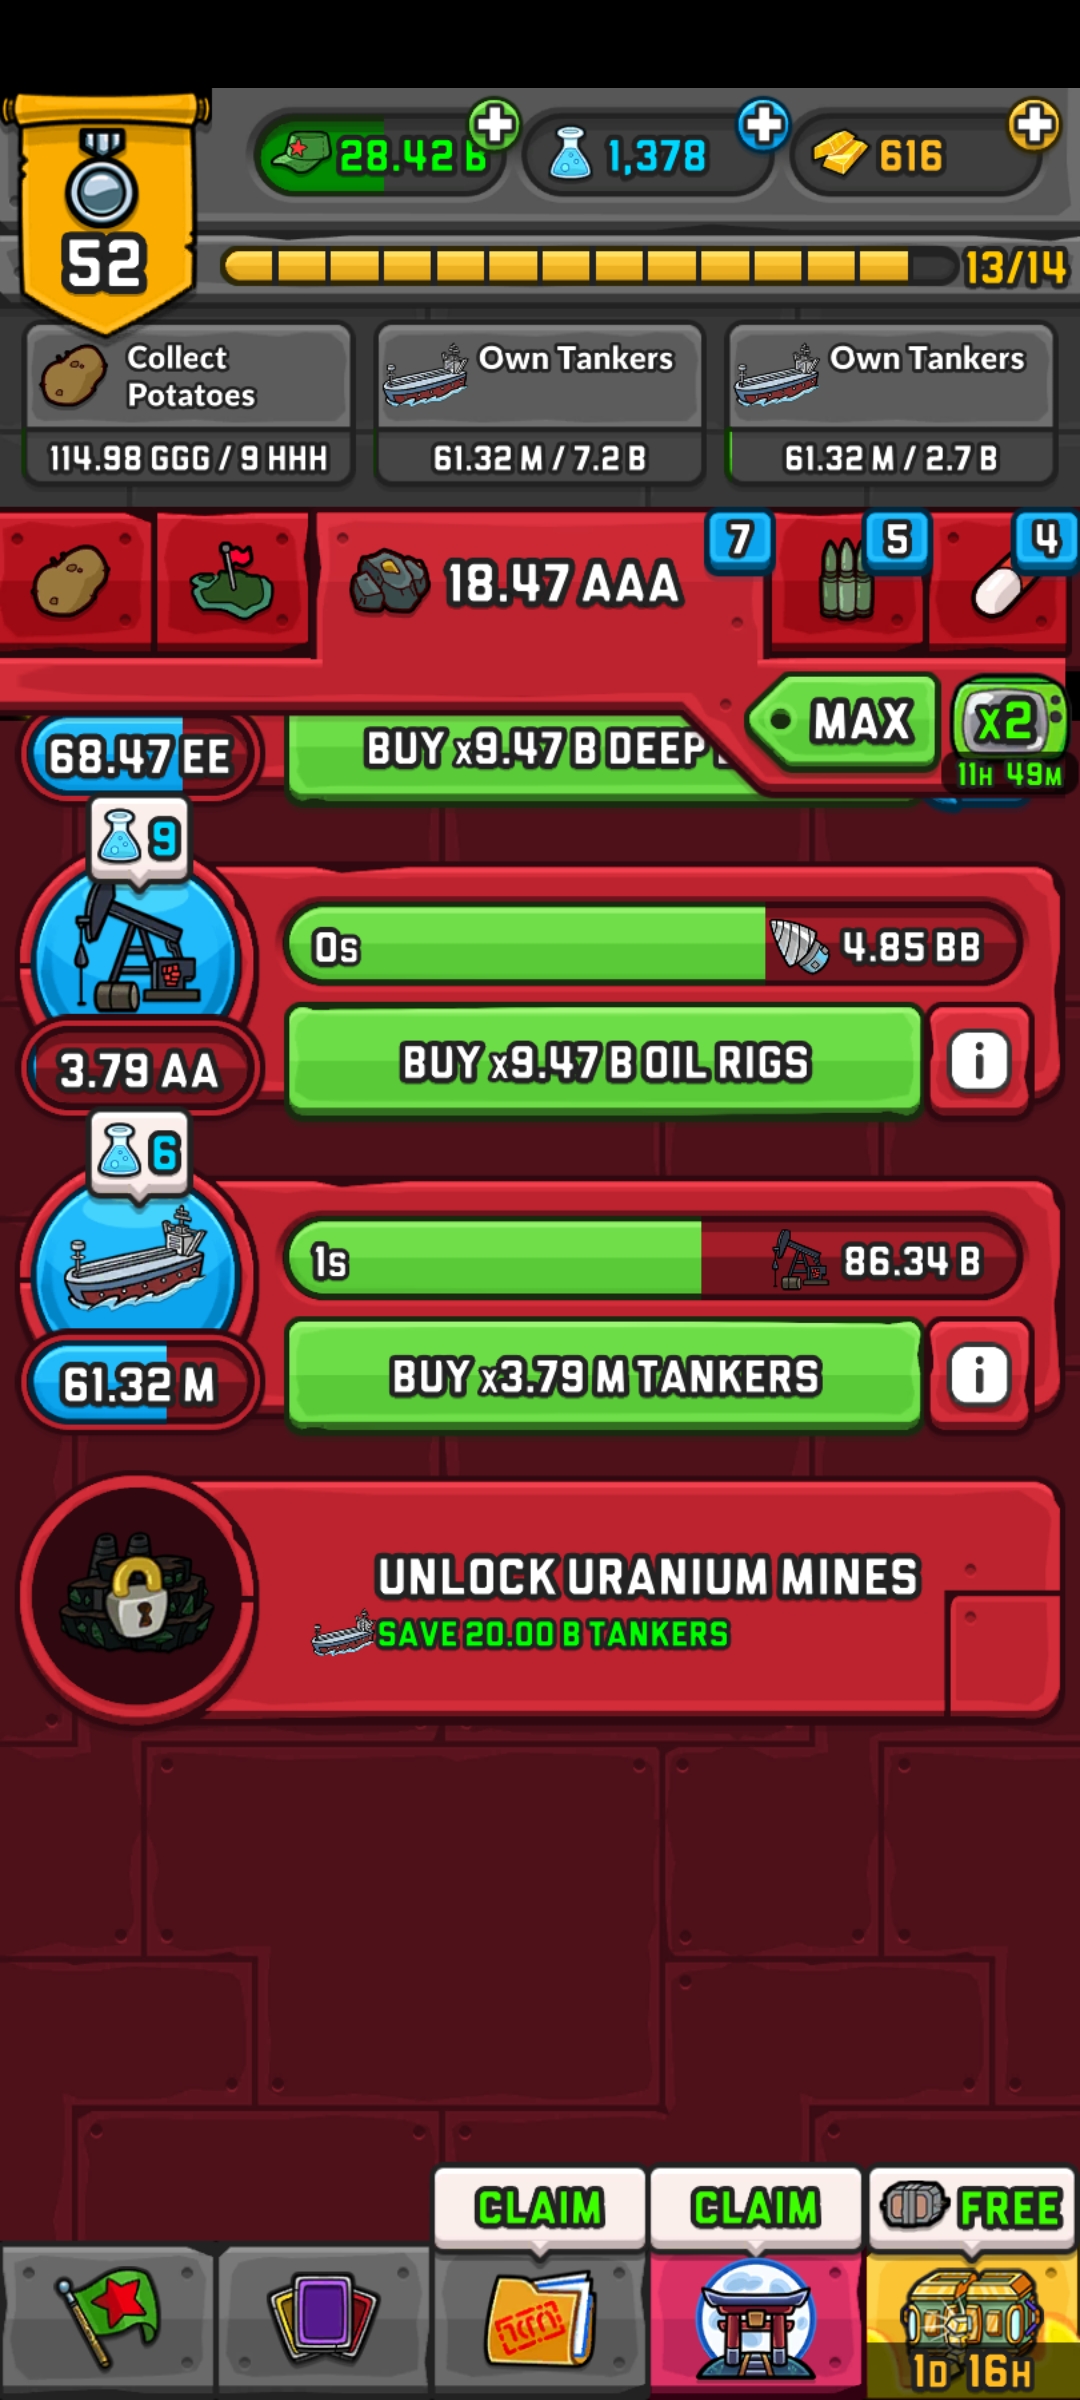 28.42 B
1,378
616
52
13/14
Collect
Potatoes
114.98 GGG / 9 HHH
Own Tankers
61.32 M / 7.2 B
Own Tankers
61.32 M / 2.7 B
18.47 AAA
7
5
4
MAX
x2
11H 49M
68.47 EE
BUY x9.47 B DEEP
9
0s
4.85 BB
3.79 AA
BUY x9.47 B OIL RIGS
i
6
1s
86.34 B
61.32 M
BUY x3.79 M TANKERS
i
UNLOCK URANIUM MINES
SAVE 20.00 B TANKERS
CLAIM
CLAIM
FREE
1D 16H